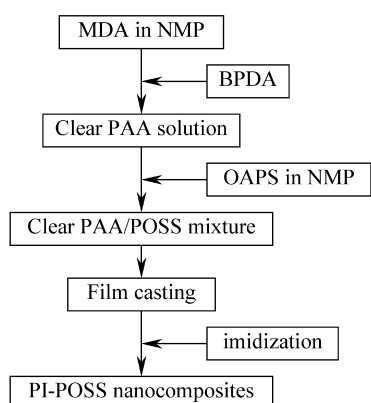 MDA in NMP
BPDA
Clear PAA solution
OAPS in NMP
Clear PAA/POSS mixture
Film casting
imidization
PI-POSS nanocomposites